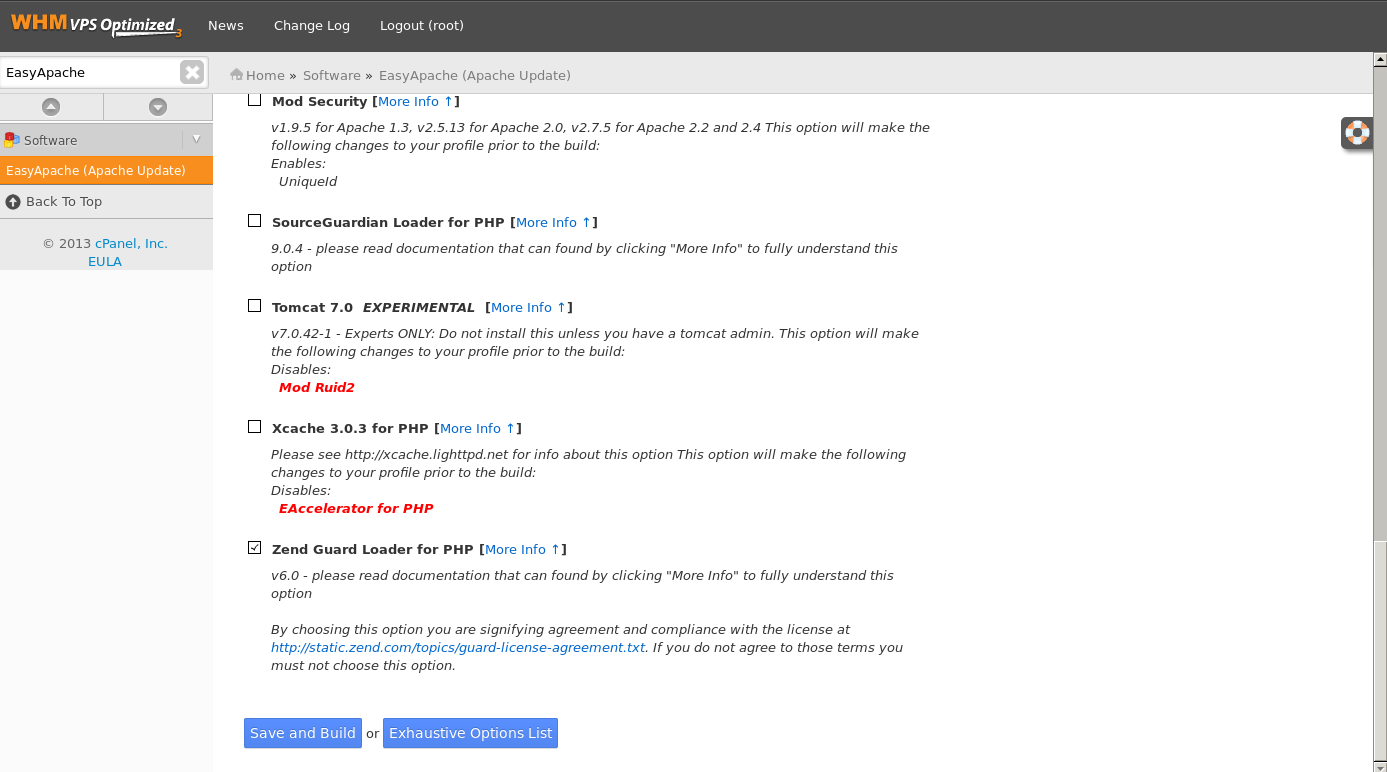 WHM VPS Optimized 3 News Change Log Logout (root)
EasyApache
Home » Software » EasyApache (Apache Update)
Software
EasyApache (Apache Update)
Back To Top
© 2013 cPanel, Inc.
EULA
Mod Security [More Info ↑]
v1.9.5 for Apache 1.3, v2.5.13 for Apache 2.0, v2.7.5 for Apache 2.2 and 2.4 This option will make the
following changes to your profile prior to the build:
Enables:
UniqueId
SourceGuardian Loader for PHP [More Info ↑]
9.0.4 - please read documentation that can found by clicking "More Info" to fully understand this
option
Tomcat 7.0 EXPERIMENTAL [More Info ↑]
v7.0.42-1 - Experts ONLY: Do not install this unless you have a tomcat admin. This option will make
the following changes to your profile prior to the build:
Disables:
Mod Ruid2
Xcache 3.0.3 for PHP [More Info ↑]
Please see http://xcache.lighttpd.net for info about this option This option will make the following
changes to your profile prior to the build:
Disables:
EAccelerator for PHP
Zend Guard Loader for PHP [More Info ↑]
v6.0 - please read documentation that can found by clicking "More Info" to fully understand this
option
By choosing this option you are signifying agreement and compliance with the license at
http://static.zend.com/topics/guard-license-agreement.txt. If you do not agree to those terms you
must not choose this option.
Save and Build or Exhaustive Options List